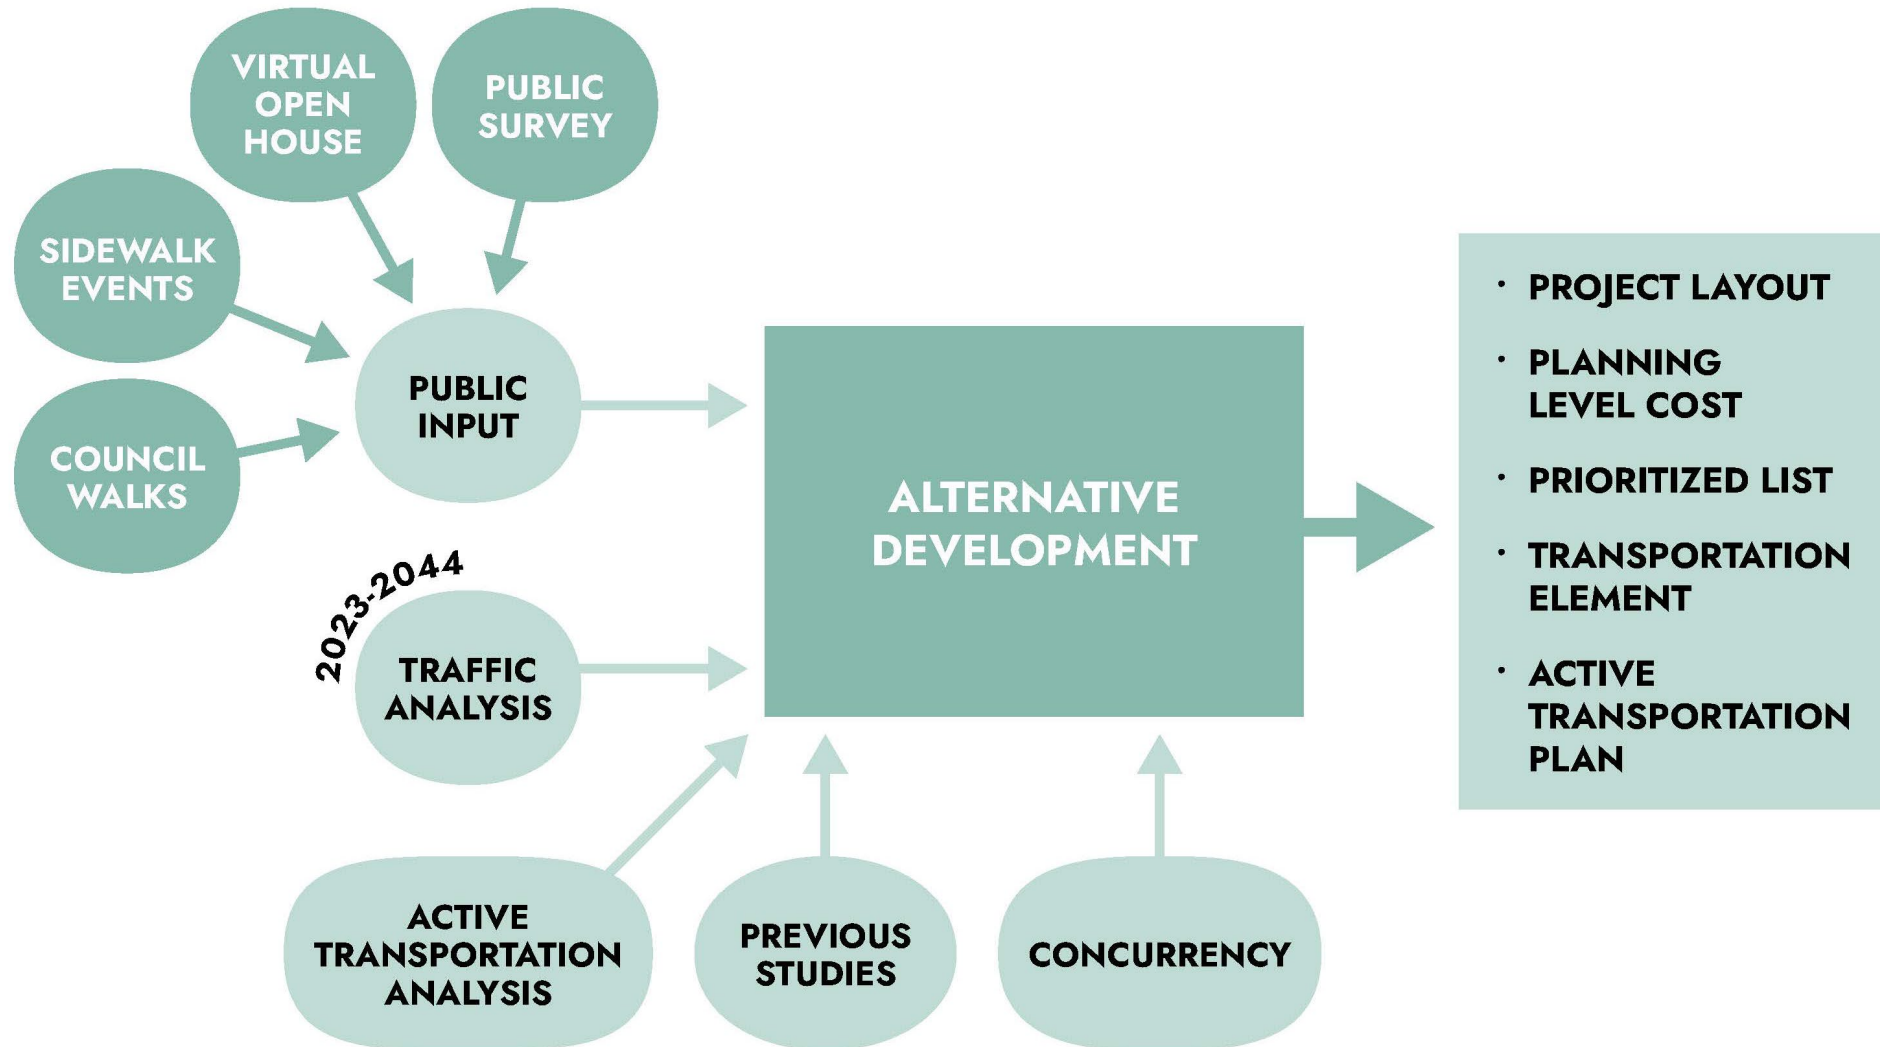 VIRTUAL
OPEN
HOUSE
PUBLIC
SURVEY
SIDEWALK
EVENTS
COUNCIL
WALKS
PUBLIC
INPUT
2023-2044
TRAFFIC
ANALYSIS
ACTIVE
TRANSPORTATION
ANALYSIS
PREVIOUS
STUDIES
CONCURRENCY
ALTERNATIVE
DEVELOPMENT
· PROJECT LAYOUT
· PLANNING
LEVEL COST
· PRIORITIZED LIST
· TRANSPORTATION
ELEMENT
· ACTIVE
TRANSPORTATION
PLAN